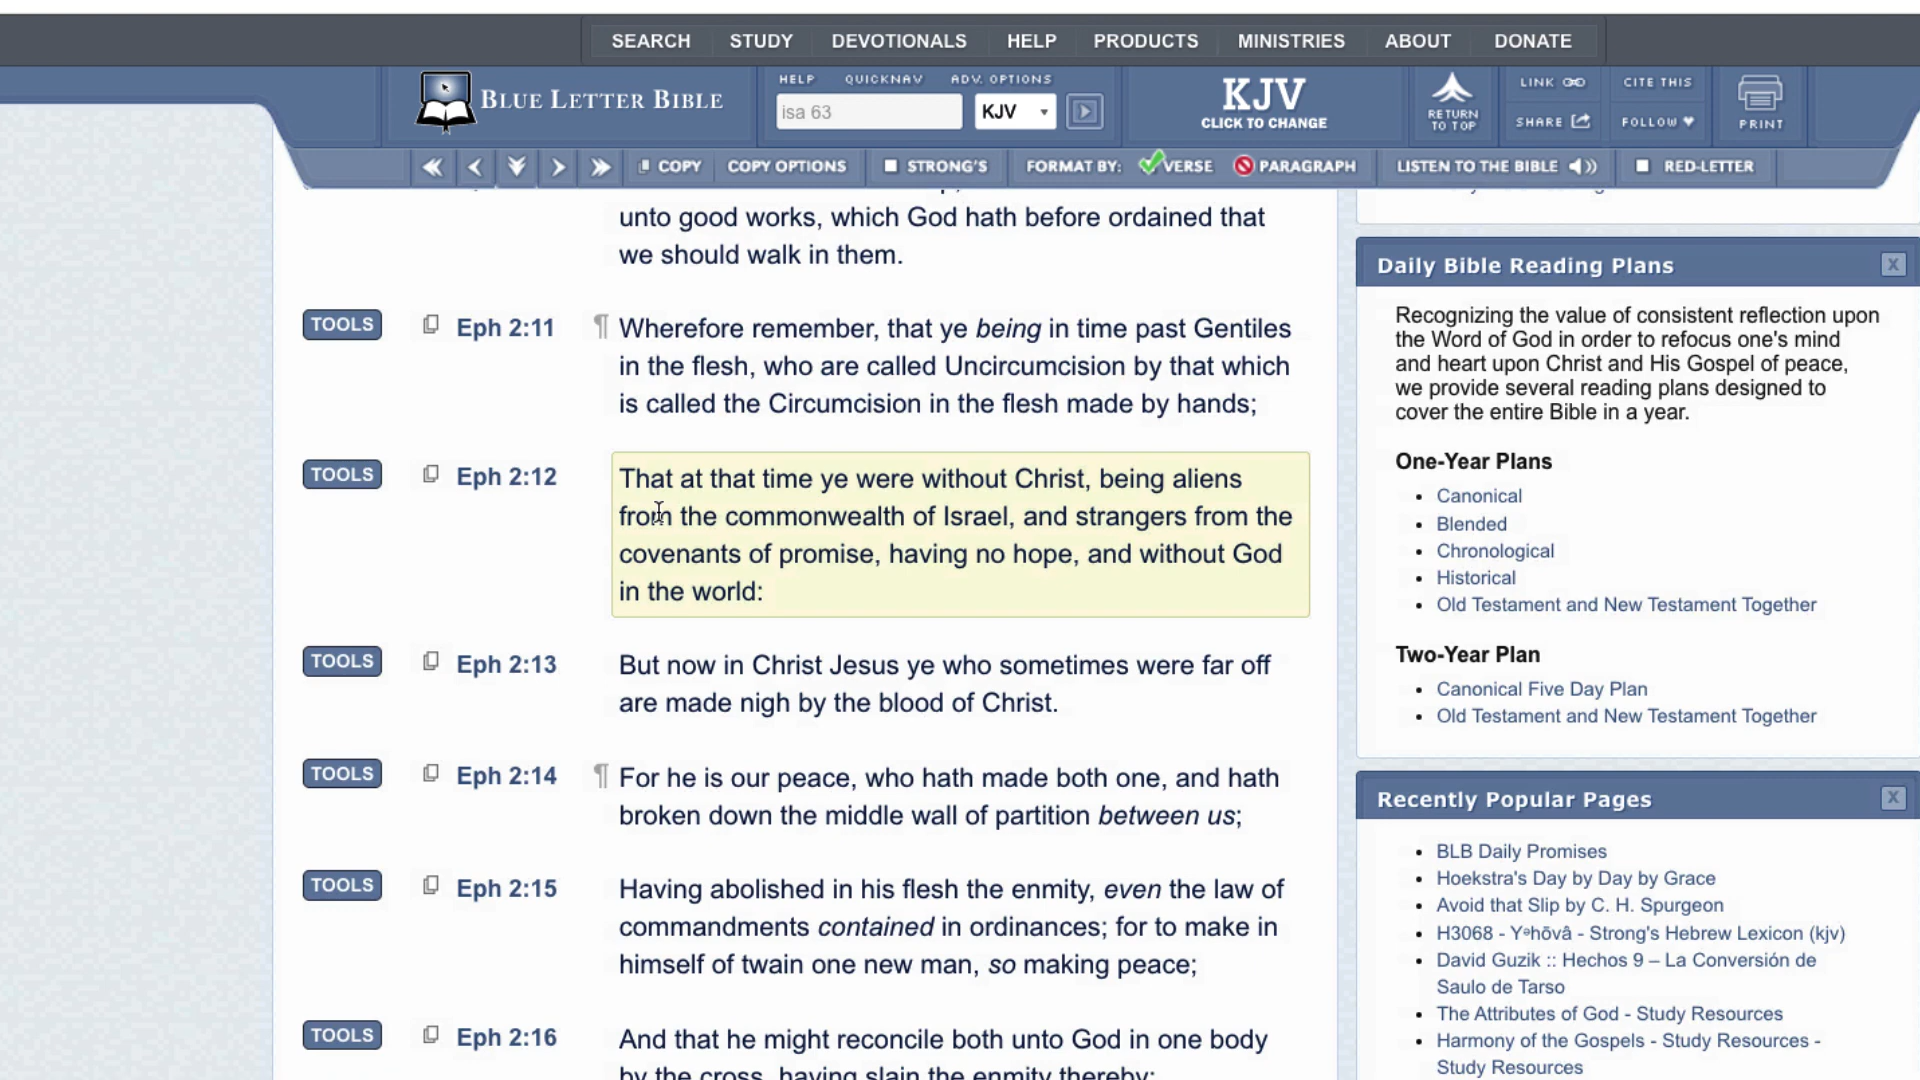 SEARCH STUDY DEVOTIONALS HELP PRODUCTS MINISTRIES ABOUT DONATE
BLUE LETTER BIBLE
HELP QUICKNAV ADV. OPTIONS
isa 63 KJV
KJV
CLICK TO CHANGE
RETURN
TO TOP
LINK
SHARE
CITE THIS
FOLLOW
PRINT
COPY COPY OPTIONS STRONG'S FORMAT BY: VERSE PARAGRAPH LISTEN TO THE BIBLE RED-LETTER
unto good works, which God hath before ordained that
we should walk in them.
TOOLS Eph 2:11 ¶ Wherefore remember, that ye being in time past Gentiles
in the flesh, who are called Uncircumcision by that which
is called the Circumcision in the flesh made by hands;
TOOLS Eph 2:12 That at that time ye were without Christ, being aliens
from the commonwealth of Israel, and strangers from the
covenants of promise, having no hope, and without God
in the world:
TOOLS Eph 2:13 But now in Christ Jesus ye who sometimes were far off
are made nigh by the blood of Christ.
TOOLS Eph 2:14 ¶ For he is our peace, who hath made both one, and hath
broken down the middle wall of partition between us;
TOOLS Eph 2:15 Having abolished in his flesh the enmity, even the law of
commandments contained in ordinances; for to make in
himself of twain one new man, so making peace;
TOOLS Eph 2:16 And that he might reconcile both unto God in one body
by the cross, having slain the enmity thereby:
Daily Bible Reading Plans X
Recognizing the value of consistent reflection upon
the Word of God in order to refocus one's mind
and heart upon Christ and His Gospel of peace,
we provide several reading plans designed to
cover the entire Bible in a year.
One-Year Plans
• Canonical
• Blended
• Chronological
• Historical
• Old Testament and New Testament Together
Two-Year Plan
• Canonical Five Day Plan
• Old Testament and New Testament Together
Recently Popular Pages X
• BLB Daily Promises
• Hoekstra's Day by Day by Grace
• Avoid that Slip by C. H. Spurgeon
• H3068 - Yᵊhōvâ - Strong's Hebrew Lexicon (kjv)
• David Guzik :: Hechos 9 – La Conversión de
Saulo de Tarso
• The Attributes of God - Study Resources
• Harmony of the Gospels - Study Resources -
Study Resources